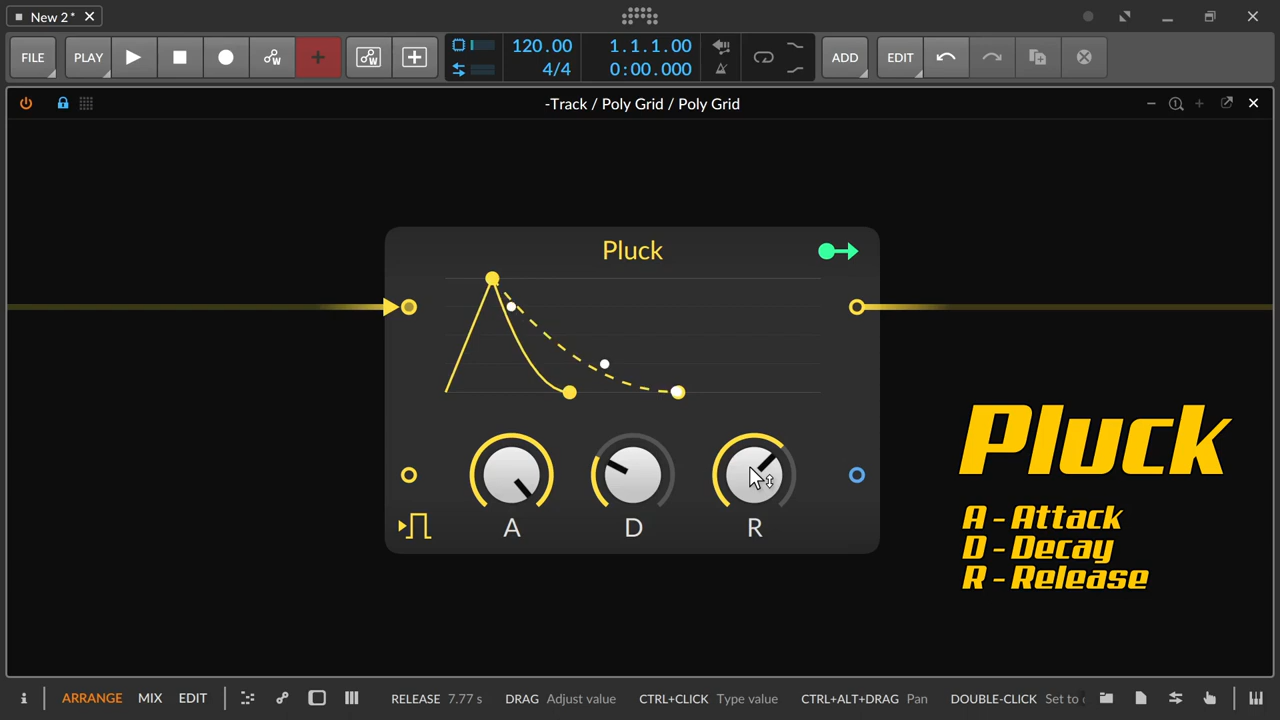 New 2*
FILE
PLAY
W
120.00
4/4
1.1.1.00
0:00.000
W
ADD
EDIT
-Track / Poly Grid / Poly Grid
1
Pluck
A
D
R
Pluck
A - Attack
D - Decay
R - Release
ARRANGE
MIX
EDIT
RELEASE 7.77 s
DRAG Adjust value
CTRL+CLICK Type value
CTRL+ALT+DRAG Pan
DOUBLE-CLICK Set to